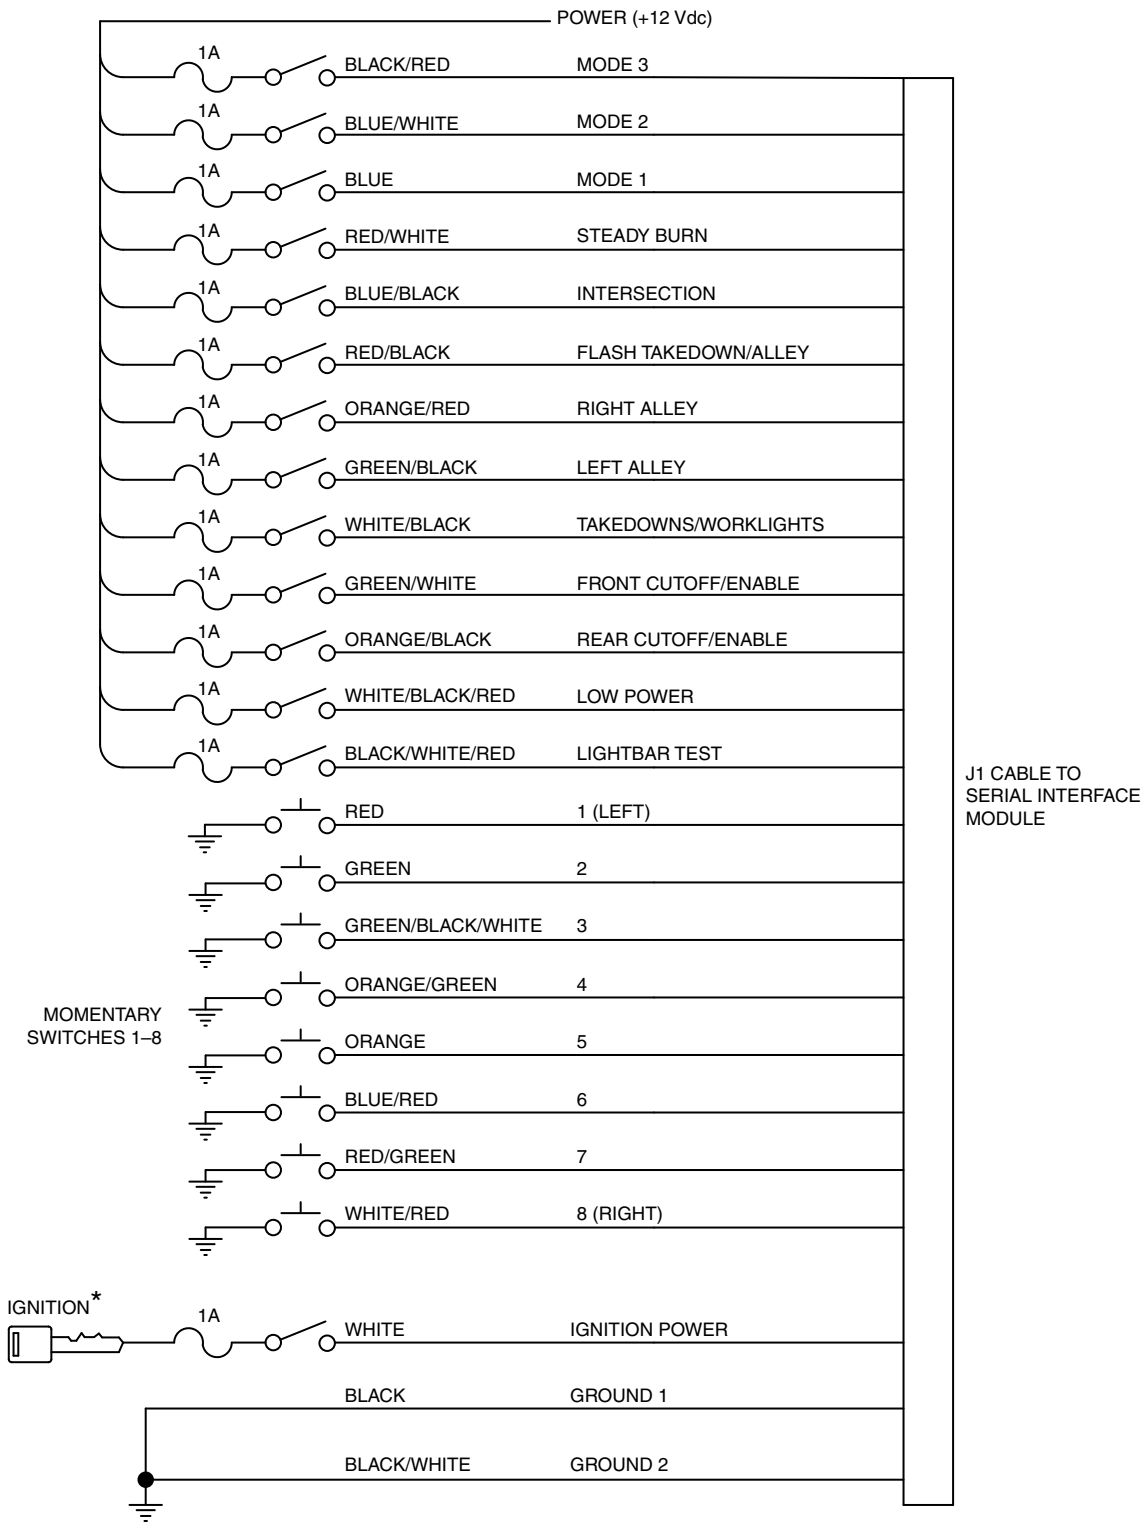 POWER (+12 Vdc)
1A BLACK/RED MODE 3
1A BLUE/WHITE MODE 2
1A BLUE MODE 1
1A RED/WHITE STEADY BURN
1A BLUE/BLACK INTERSECTION
1A RED/BLACK FLASH TAKEDOWN/ALLEY
1A ORANGE/RED RIGHT ALLEY
1A GREEN/BLACK LEFT ALLEY
1A WHITE/BLACK TAKEDOWNS/WORKLIGHTS
1A GREEN/WHITE FRONT CUTOFF/ENABLE
1A ORANGE/BLACK REAR CUTOFF/ENABLE
1A WHITE/BLACK/RED LOW POWER
1A BLACK/WHITE/RED LIGHTBAR TEST
J1 CABLE TO
SERIAL INTERFACE
MODULE
RED 1 (LEFT)
GREEN 2
GREEN/BLACK/WHITE 3
ORANGE/GREEN 4
MOMENTARY
SWITCHES 1–8
ORANGE 5
BLUE/RED 6
RED/GREEN 7
WHITE/RED 8 (RIGHT)
IGNITION*
1A WHITE IGNITION POWER
BLACK GROUND 1
BLACK/WHITE GROUND 2